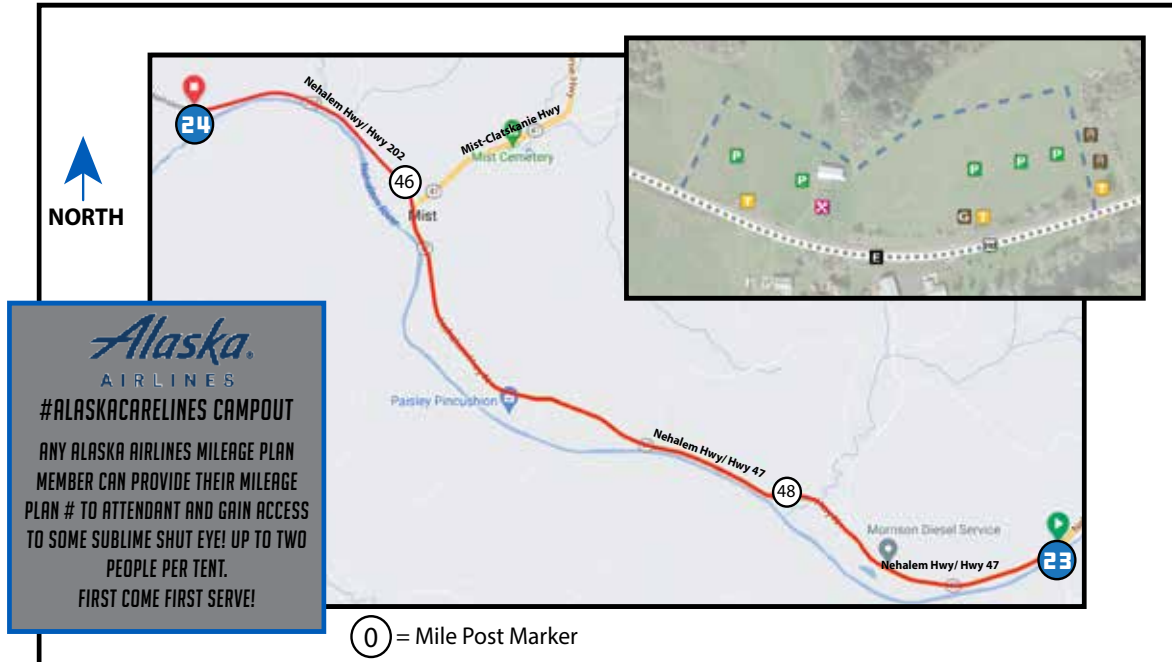 24
Nehalem Hwy/ Hwy 202
Mist-Clatskanie Hwy
Mist Cemetery
46
Mist
NORTH
P
P
P
P
P
T
T
T
G
E
Alaska.
AIRLINES
#ALASKACARELINES CAMPOUT
ANY ALASKA AIRLINES MILEAGE PLAN
MEMBER CAN PROVIDE THEIR MILEAGE
PLAN # TO ATTENDANT AND GAIN ACCESS
TO SOME SUBLIME SHUT EYE! UP TO TWO
PEOPLE PER TENT.
FIRST COME FIRST SERVE!
Paisley Pincushion
Nehalem Hwy/ Hwy 47
48
Morrison Diesel Service
Nehalem Hwy/ Hwy 47
23
0 = Mile Post Marker